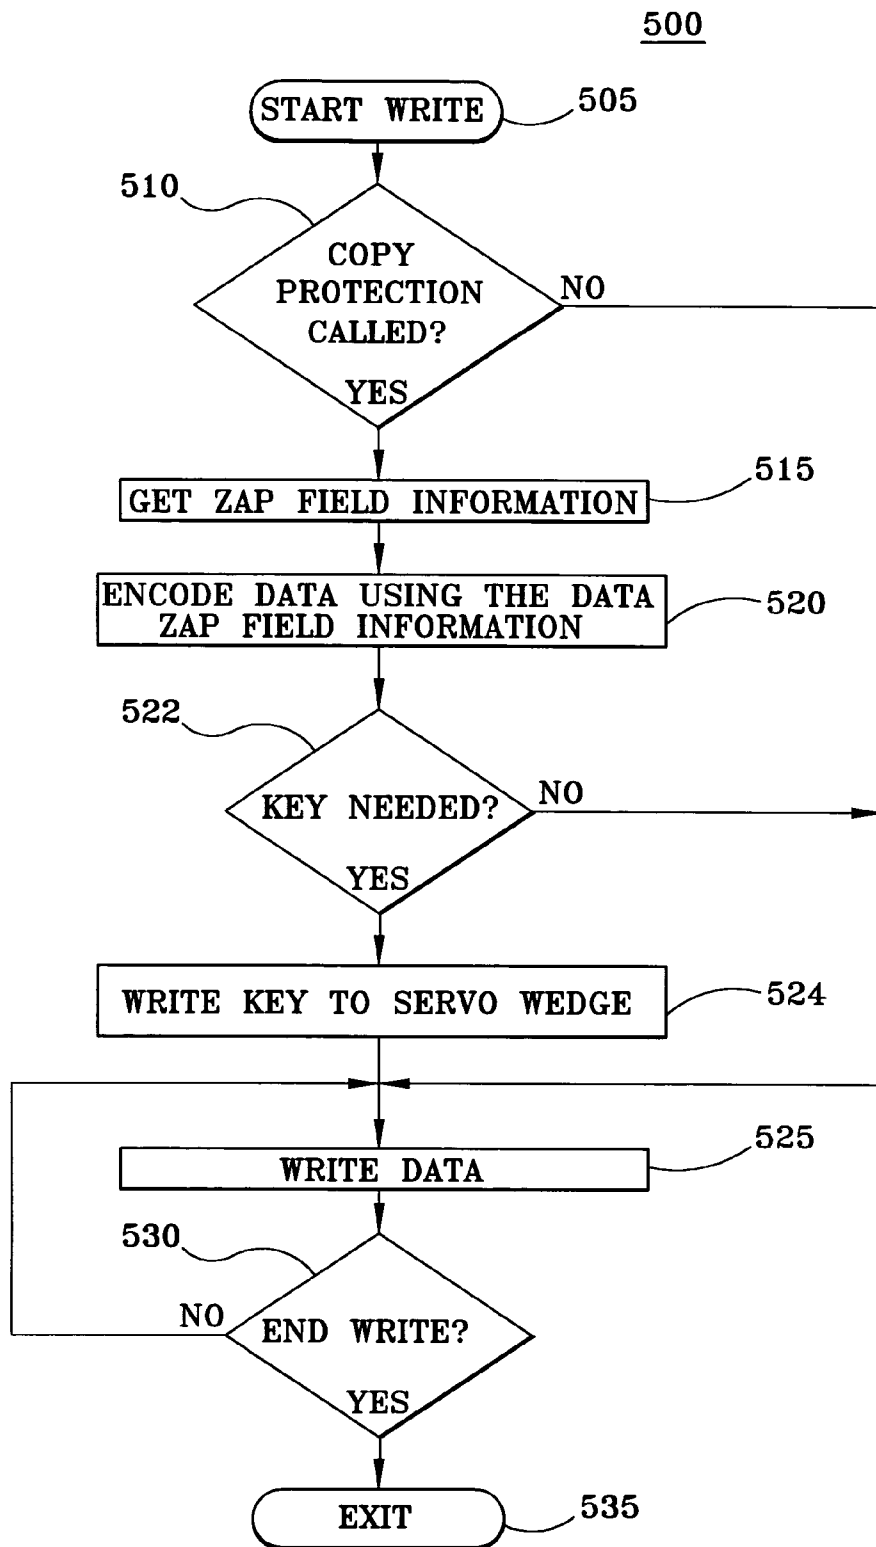 500
START WRITE
505
510
COPY
PROTECTION
CALLED?
NO
YES
515
GET ZAP FIELD INFORMATION
ENCODE DATA USING THE DATA
ZAP FIELD INFORMATION
520
522
KEY NEEDED?
NO
YES
WRITE KEY TO SERVO WEDGE
524
525
WRITE DATA
530
NO
END WRITE?
YES
EXIT
535